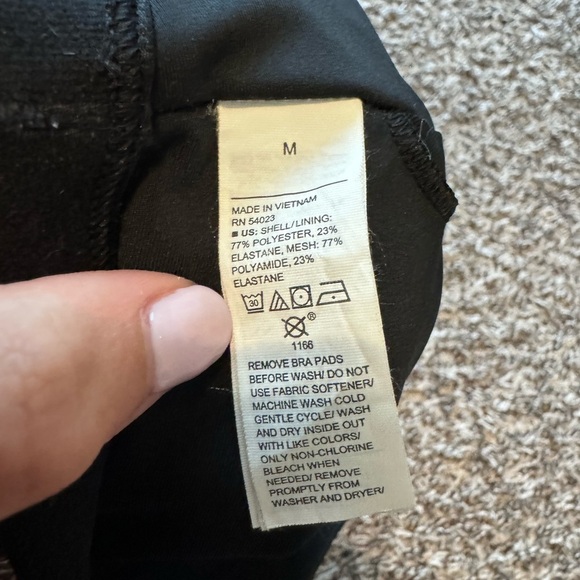 M
MADE IN VIETNAM
RN 54023
■ US: SHELL/LINING:
77% POLYESTER, 23%
ELASTANE, MESH: 77%
POLYAMIDE, 23%
ELASTANE
30
®
1166
REMOVE BRA PADS
BEFORE WASH/ DO NOT
USE FABRIC SOFTENER/
MACHINE WASH COLD
GENTLE CYCLE/ WASH
AND DRY INSIDE OUT
WITH LIKE COLORS/
ONLY NON-CHLORINE
BLEACH WHEN
NEEDED/ REMOVE
PROMPTLY FROM
WASHER AND DRYER/